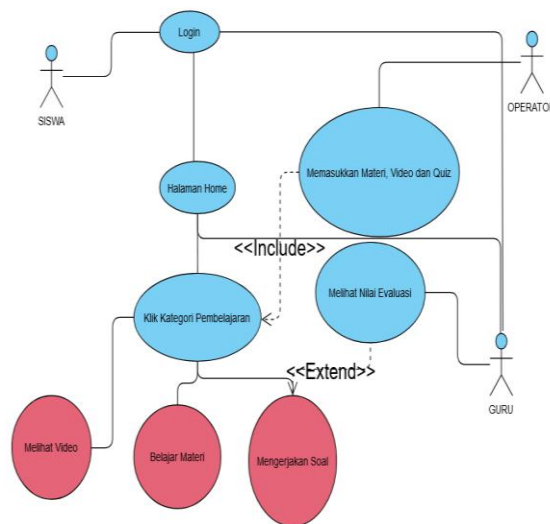 Login
SISWA
OPERATOR
Memasukkan Materi, Video dan Quiz
Halaman Home
<<Include>>
Melihat Nilai Evaluasi
Klik Kategori Pembelajaran
<<Extend>>
GURU
Melihat Video
Belajar Materi
Mengerjakan Soal